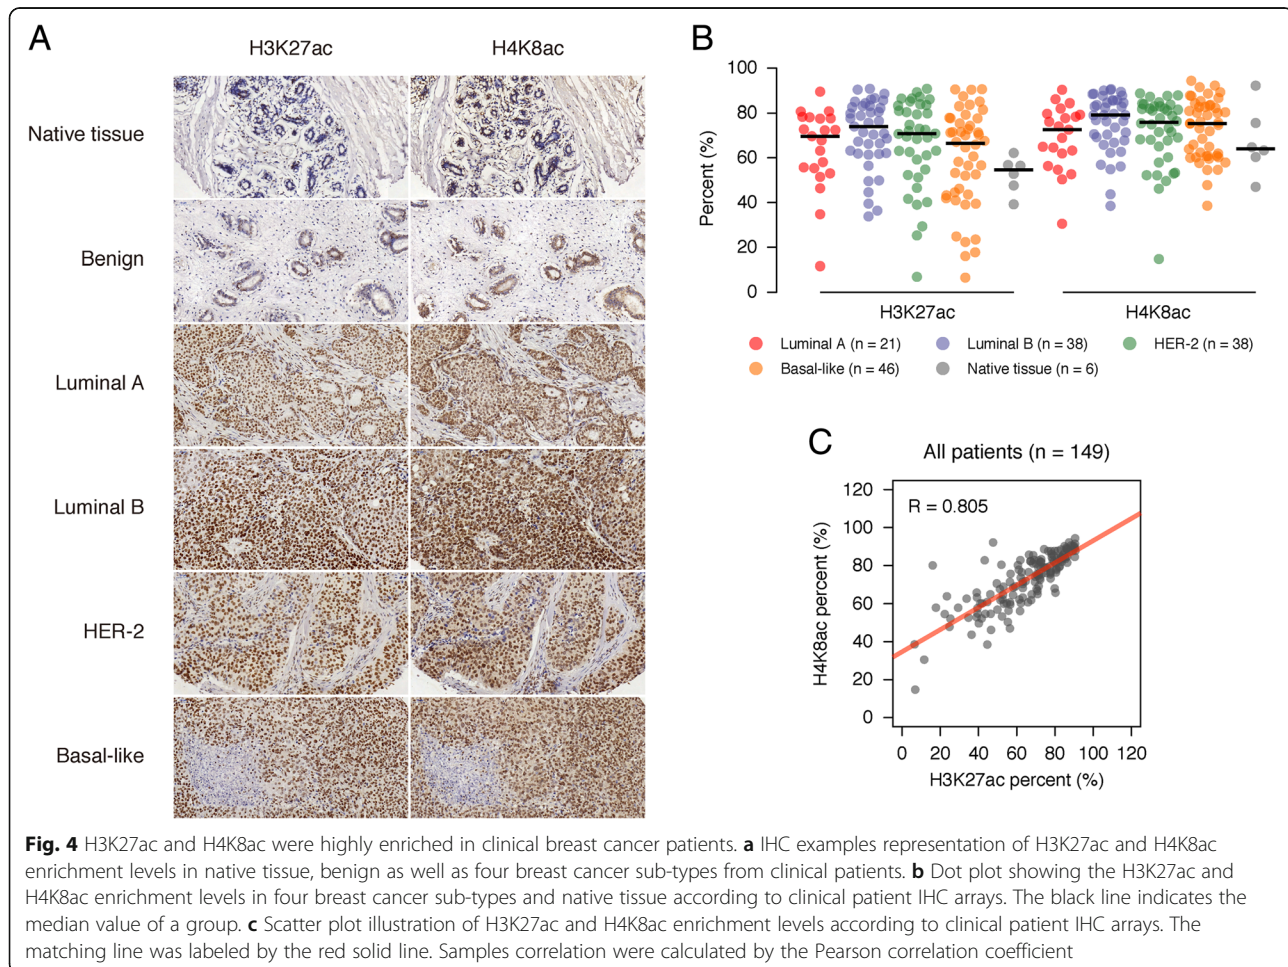 A
H3K27ac
H4K8ac
Native tissue
Benign
Luminal A
Luminal B
HER-2
Basal-like
B
Percent (%)
100
80
60
40
20
0
H3K27ac
H4K8ac
Luminal A (n = 21)
Luminal B (n = 38)
HER-2 (n = 38)
Basal-like (n = 46)
Native tissue (n = 6)
C
All patients (n = 149)
R = 0.805
H4K8ac percent (%)
120
100
80
60
40
20
0
0 20 40 60 80 100 120
H3K27ac percent (%)
Fig. 4 H3K27ac and H4K8ac were highly enriched in clinical breast cancer patients. a IHC examples representation of H3K27ac and H4K8ac
enrichment levels in native tissue, benign as well as four breast cancer sub-types from clinical patients. b Dot plot showing the H3K27ac and
H4K8ac enrichment levels in four breast cancer sub-types and native tissue according to clinical patient IHC arrays. The black line indicates the
median value of a group. c Scatter plot illustration of H3K27ac and H4K8ac enrichment levels according to clinical patient IHC arrays. The
matching line was labeled by the red solid line. Samples correlation were calculated by the Pearson correlation coefficient